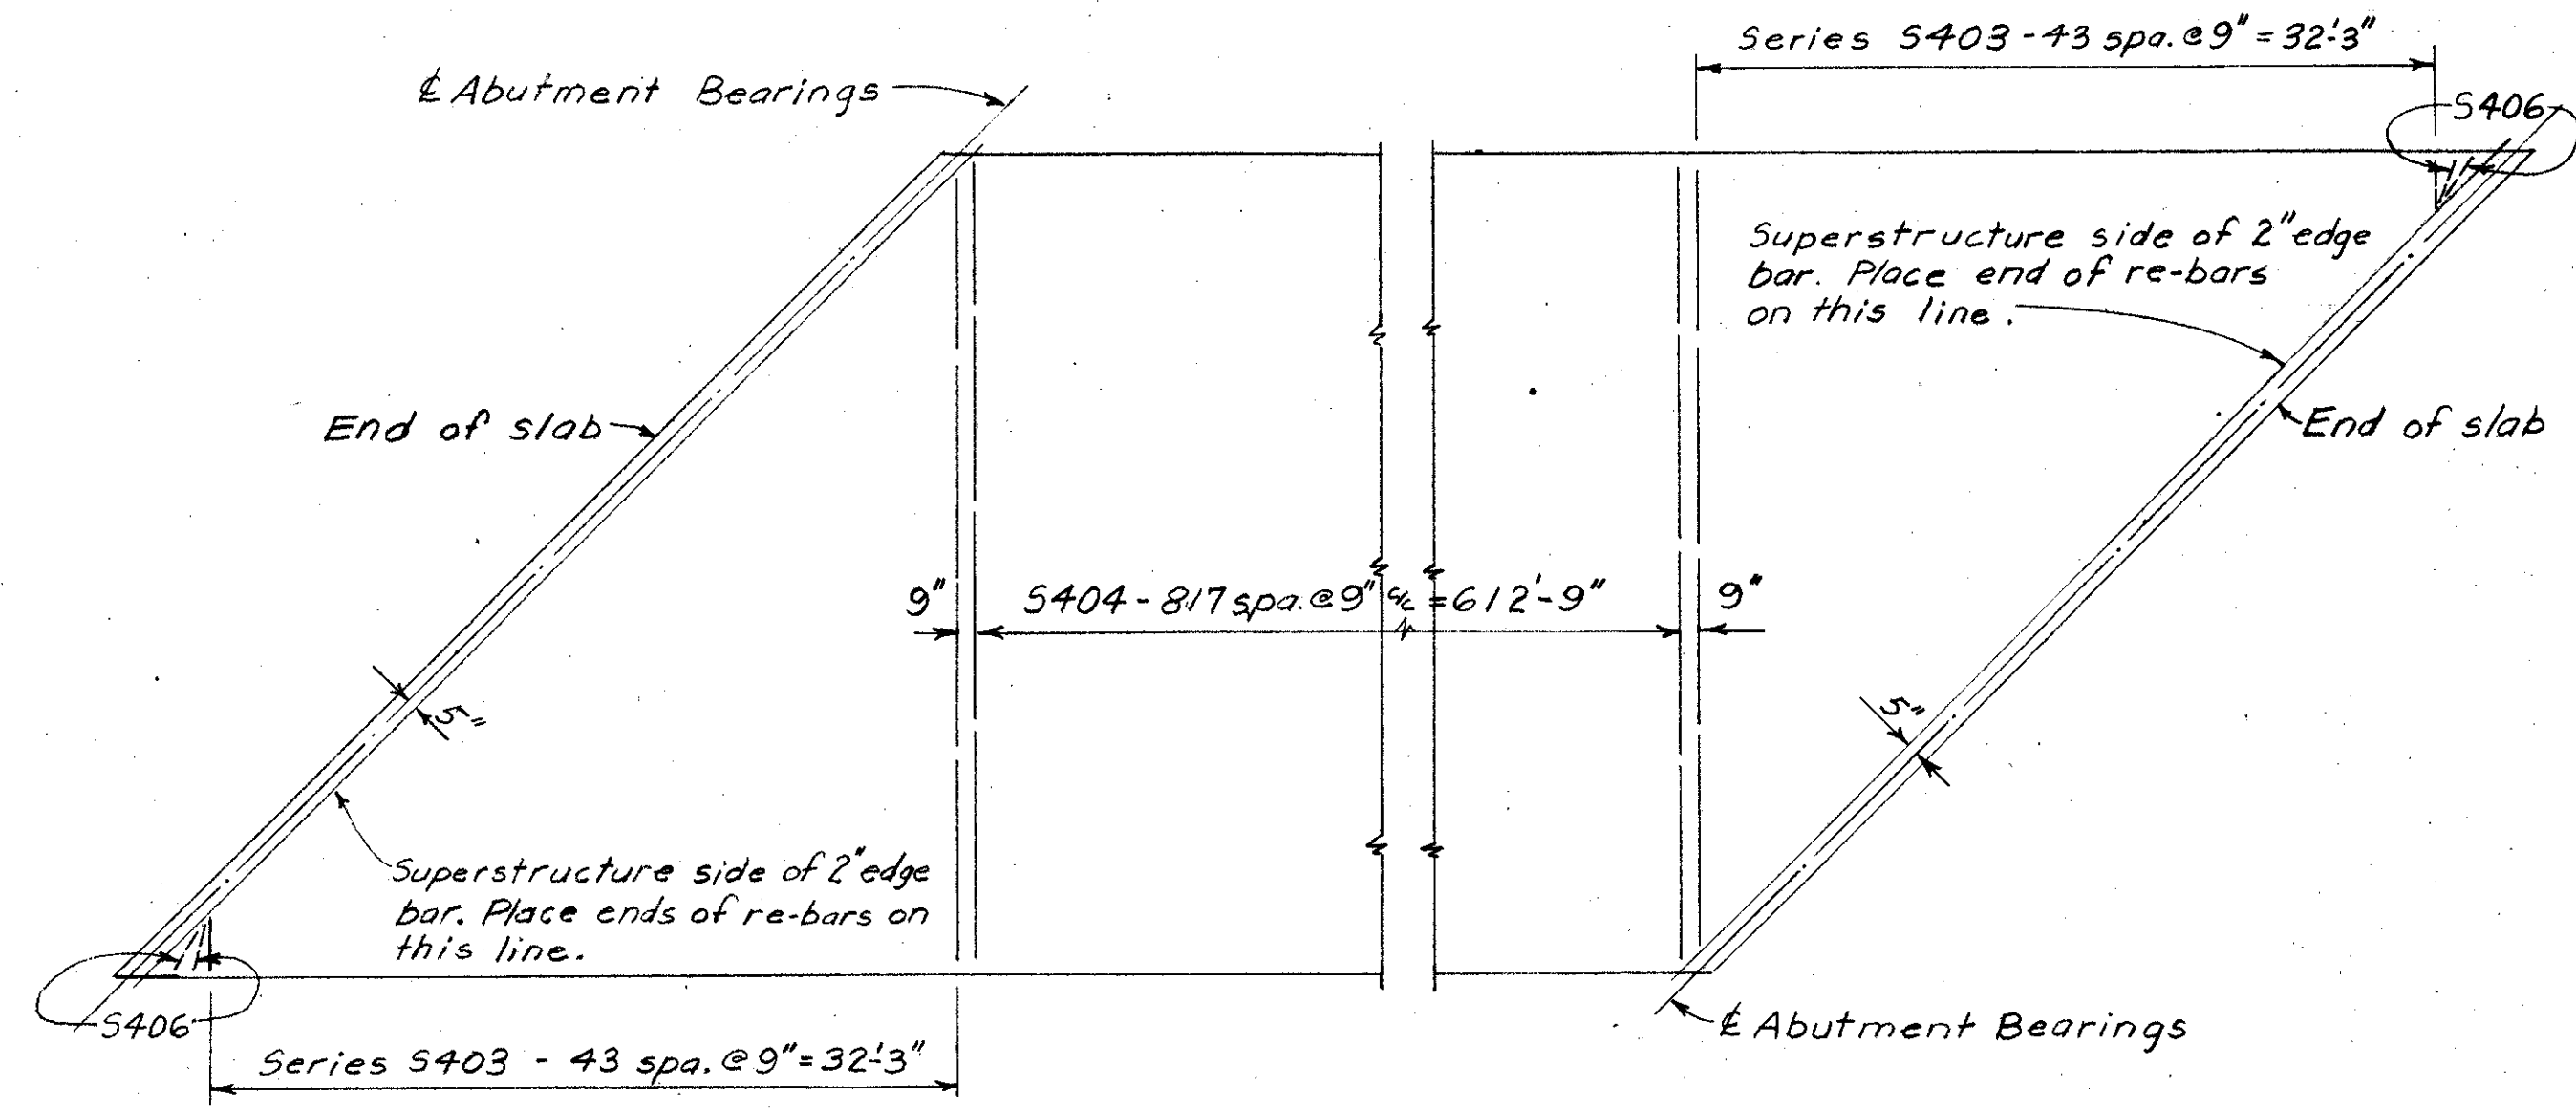 Series S403-43 spa.@9"=32'-3"
℄ Abutment Bearings
S406
Superstructure side of 2" edge
bar. Place end of re-bars
on this line.
End of slab
End of slab
9"
S404-817 spa.@9" c/c =612'-9"
9"
5"
5"
Superstructure side of 2" edge
bar. Place ends of re-bars on
this line.
S406
℄ Abutment Bearings
Series S403 - 43 spa. @ 9"=32'-3"